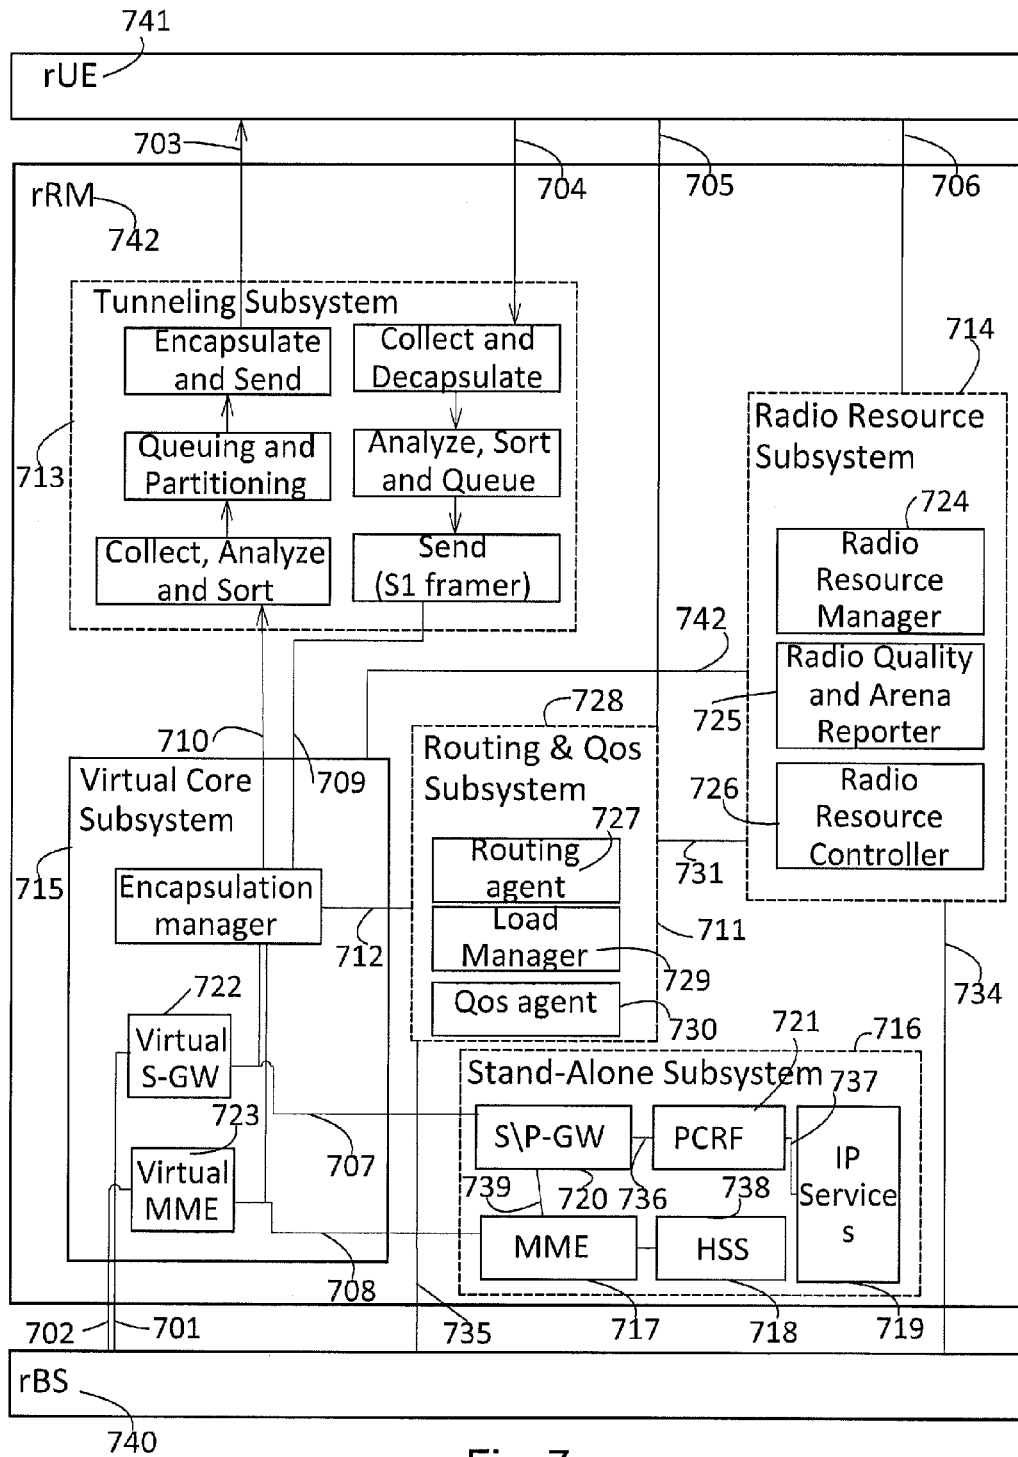 741
rUE
703
704
705
706
rRM
742
Tunneling Subsystem
Encapsulate
and Send
Collect and
Decapsulate
714
Radio Resource
Subsystem
713
Queuing and
Partitioning
Analyze, Sort
and Queue
724
Collect, Analyze
and Sort
Send
(S1 framer)
Radio
Resource
Manager
742
Radio Quality
and Arena
Reporter
725
728
710
709
Routing & Qos
Subsystem
Virtual Core
Subsystem
727
726
Radio
Resource
Controller
Routing
agent
731
715
Encapsulation
manager
712
Load
Manager
711
729
722
Qos agent
730
734
Virtual
S-GW
721
716
Stand-Alone Subsystem
737
723
S\P-GW
PCRF
IP
Service
s
707
Virtual
MME
739
720
736
738
MME
HSS
708
702
701
735
717
718
719
rBS
740